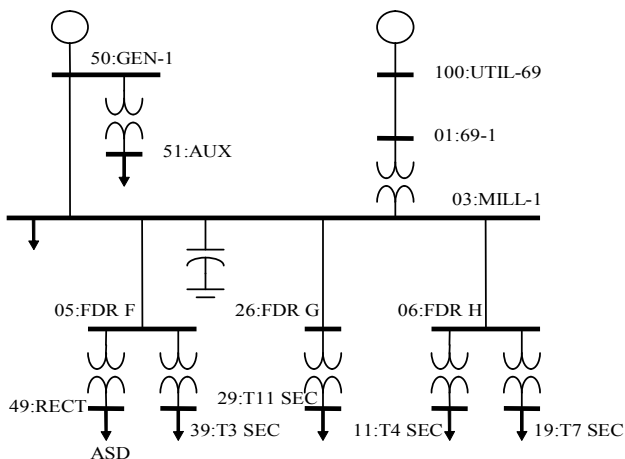 50:GEN-1
100:UTIL-69
01:69-1
51:AUX
03:MILL-1
05:FDR F
26:FDR G
06:FDR H
49:RECT
39:T3 SEC
29:T11 SEC
11:T4 SEC
19:T7 SEC
ASD